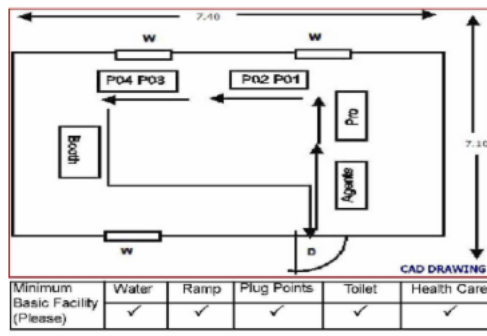 7.40
W
W
P04 P03
P02 P01
Pro
7.10
Booth
Agents
W
D
CAD DRAWING
Minimum
Basic Facility
(Please)
Water
Ramp
Plug Points
Toilet
Health Care
✓ ✓ ✓ ✓ ✓